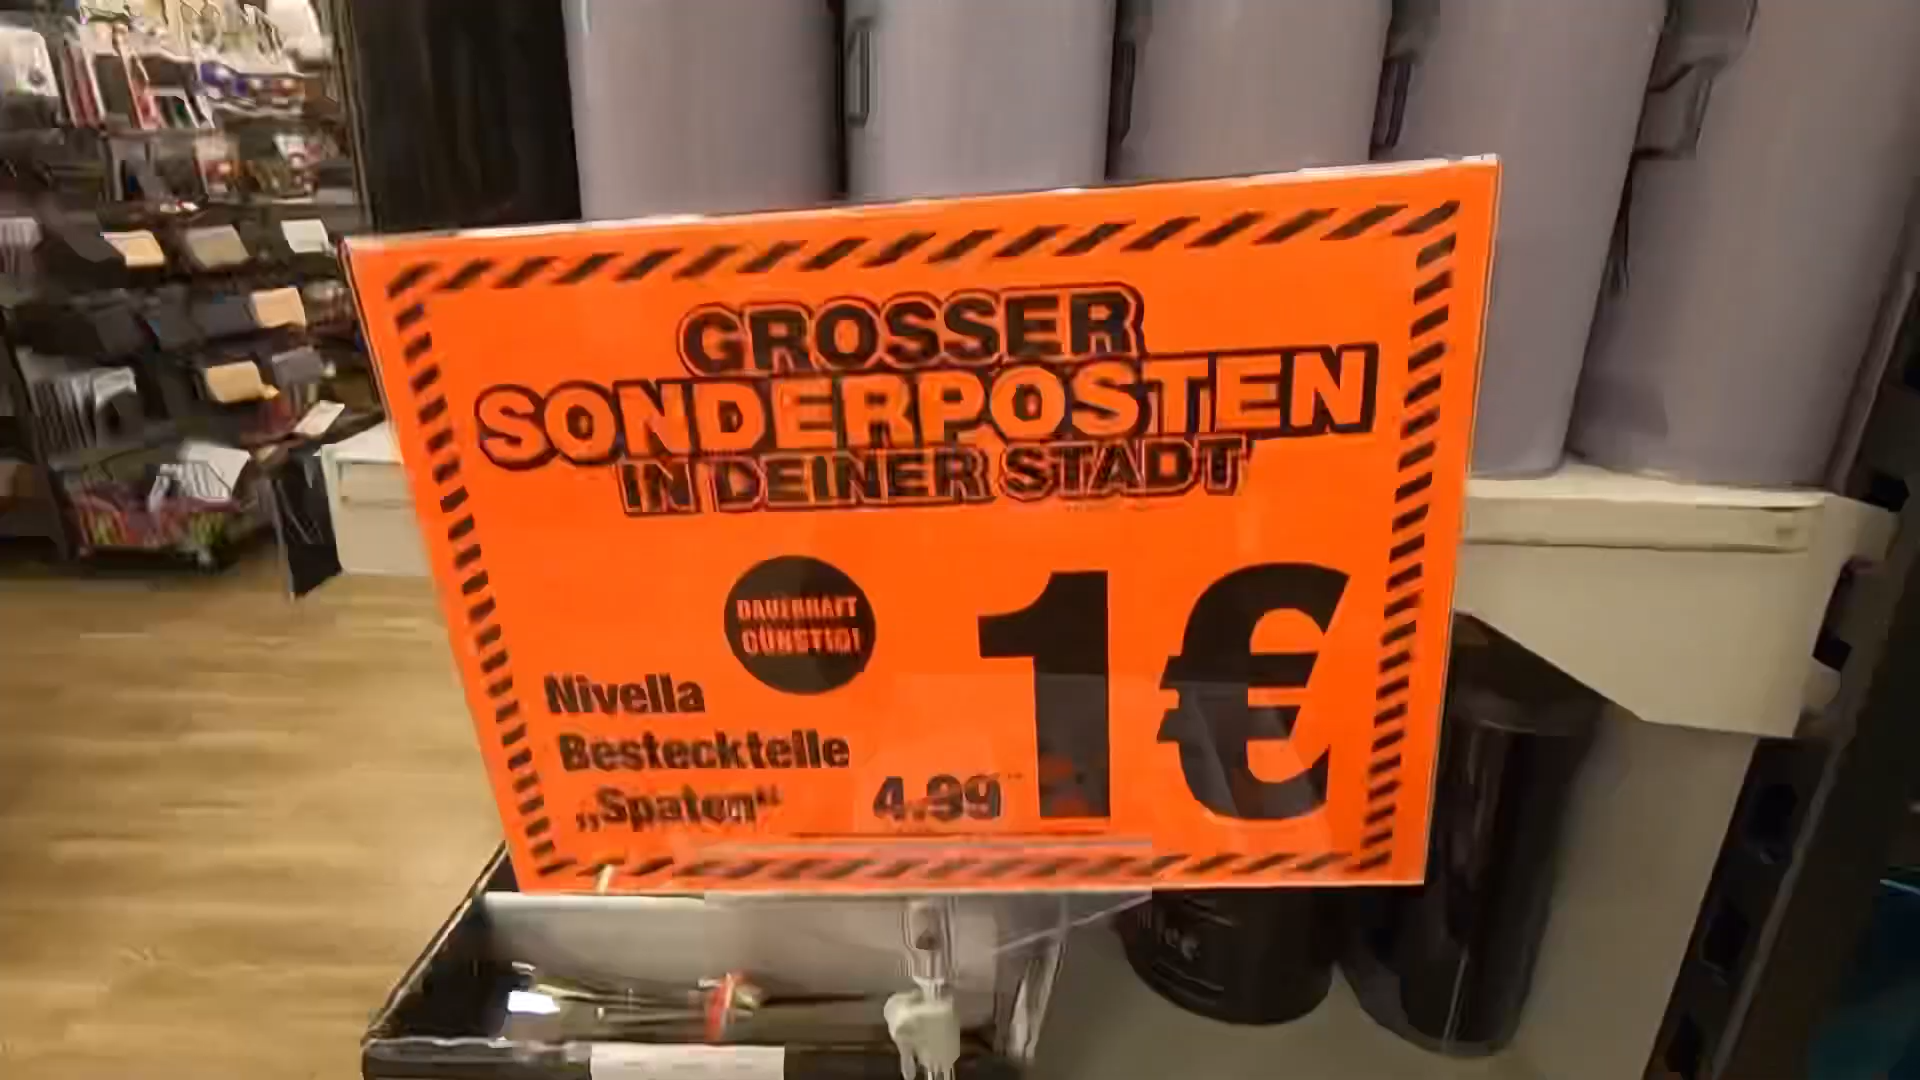 GROSSER
SONDERPOSTEN
IN DEINER STADT
DAUERHAFT
GÜNSTIG!
1€
Nivella
Besteckteile
„Spaten“
4.99